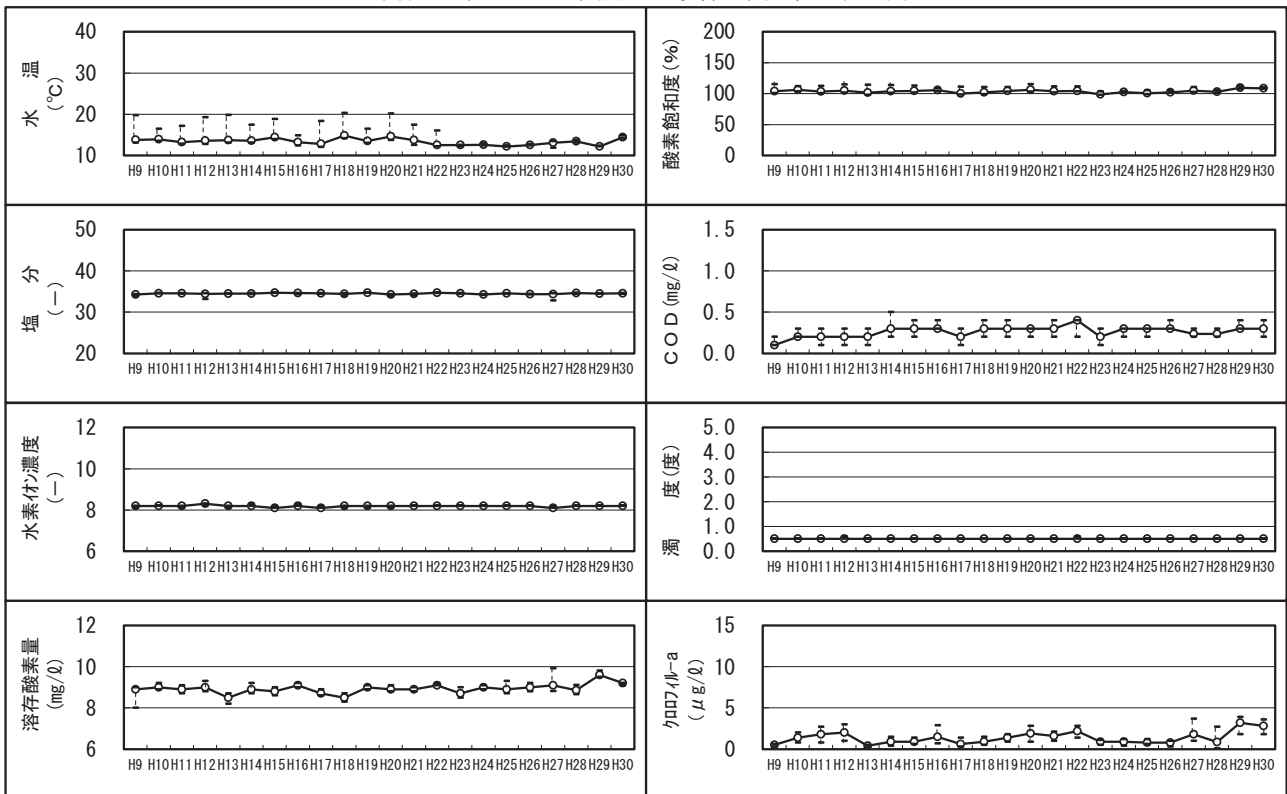 水 温
(℃)
40
30
20
10
H9 H10 H11 H12 H13 H14 H15 H16 H17 H18 H19 H20 H21 H22 H23 H24 H25 H26 H27 H28 H29 H30
酸素飽和度(%)
200
150
100
50
0
H9 H10 H11 H12 H13 H14 H15 H16 H17 H18 H19 H20 H21 H22 H23 H24 H25 H26 H27 H28 H29 H30
塩 分
(ー)
50
40
30
20
H9 H10 H11 H12 H13 H14 H15 H16 H17 H18 H19 H20 H21 H22 H23 H24 H25 H26 H27 H28 H29 H30
COD(mg/ℓ)
1.5
1.0
0.5
0.0
H9 H10 H11 H12 H13 H14 H15 H16 H17 H18 H19 H20 H21 H22 H23 H24 H25 H26 H27 H28 H29 H30
水素ｲｵﾝ濃度
(ー)
12
10
8
6
H9 H10 H11 H12 H13 H14 H15 H16 H17 H18 H19 H20 H21 H22 H23 H24 H25 H26 H27 H28 H29 H30
濁 度(度)
5.0
4.0
3.0
2.0
1.0
0.0
H9 H10 H11 H12 H13 H14 H15 H16 H17 H18 H19 H20 H21 H22 H23 H24 H25 H26 H27 H28 H29 H30
溶存酸素量
(mg/ℓ)
12
10
8
6
H9 H10 H11 H12 H13 H14 H15 H16 H17 H18 H19 H20 H21 H22 H23 H24 H25 H26 H27 H28 H29 H30
ｸﾛﾛﾌｨﾙｰa
(μg/ℓ)
15
10
5
0
H9 H10 H11 H12 H13 H14 H15 H16 H17 H18 H19 H20 H21 H22 H23 H24 H25 H26 H27 H28 H29 H30